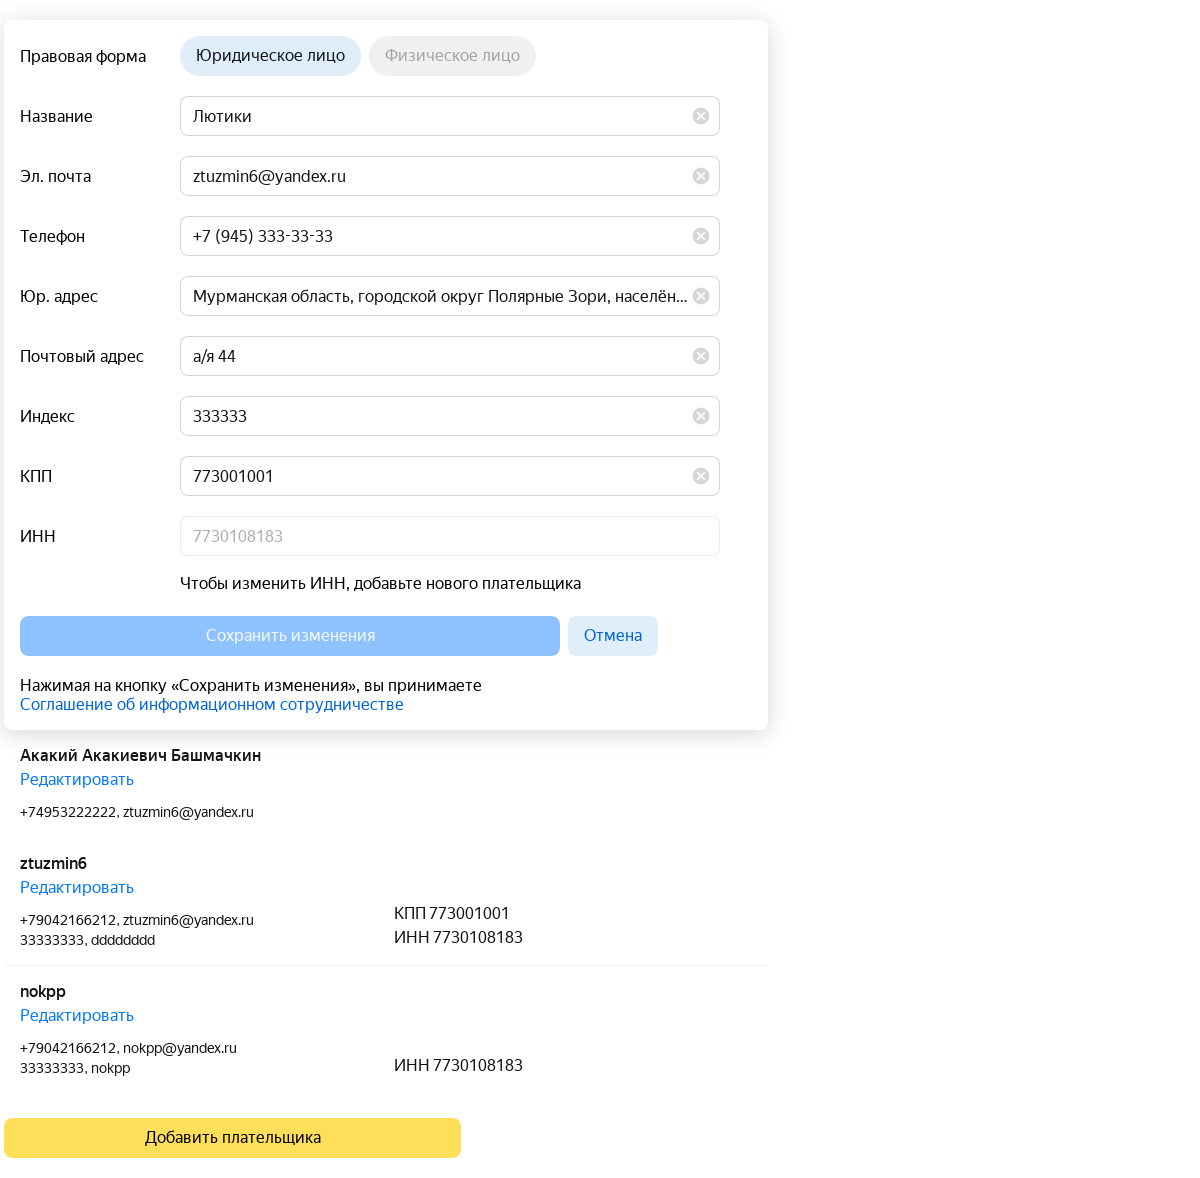 Правовая форма
Юридическое лицо
Физическое лицо
Название
Лютики
Эл. почта
ztuzmin6@yandex.ru
Телефон
+7 (945) 333-33-33
Юр. адрес
Мурманская область, городской округ Полярные Зори, населён...
Почтовый адрес
а/я 44
Индекс
333333
КПП
773001001
ИНН
7730108183
Чтобы изменить ИНН, добавьте нового плательщика
Сохранить изменения
Отмена
Нажимая на кнопку «Сохранить изменения», вы принимаете
Соглашение об информационном сотрудничестве
Акакий Акакиевич Башмачкин
Редактировать
+74953222222, ztuzmin6@yandex.ru
ztuzmin6
Редактировать
+79042166212, ztuzmin6@yandex.ru
33333333, dddddddd
КПП 773001001
ИНН 7730108183
nokpp
Редактировать
+79042166212, nokpp@yandex.ru
33333333, nokpp
ИНН 7730108183
Добавить плательщика